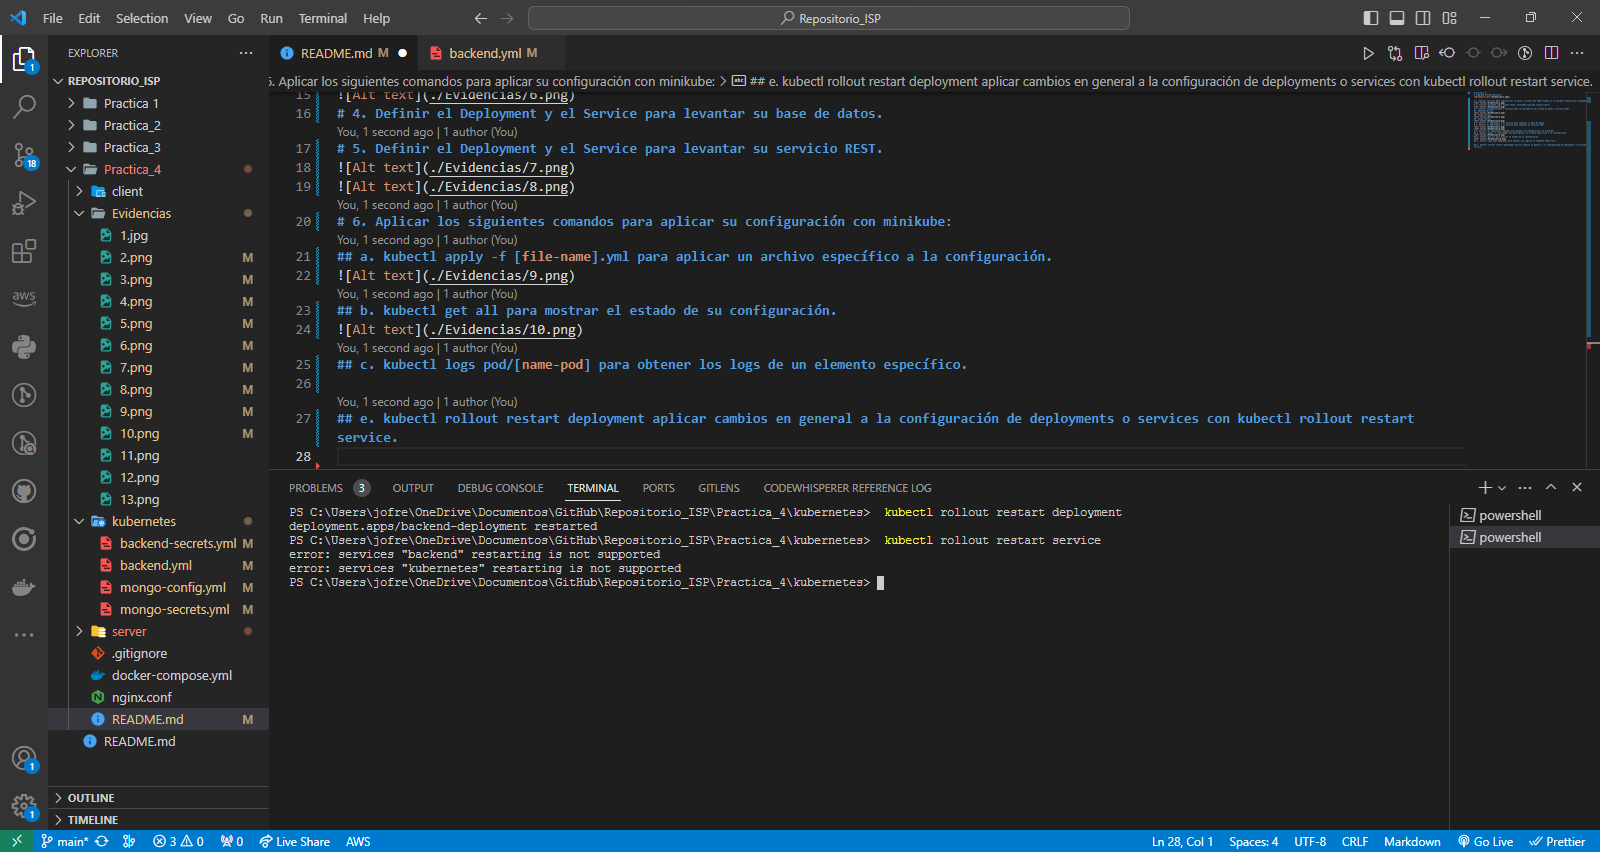 File Edit Selection View Go Run Terminal Help
Repositorio_ISP
EXPLORER
REPOSITORIO_ISP
Practica 1
Practica_2
Practica_3
Practica_4
client
Evidencias
1.jpg
2.png M
3.png M
4.png M
5.png M
6.png M
7.png M
8.png M
9.png M
10.png M
11.png
12.png
13.png
kubernetes
backend-secrets.yml M
backend.yml M
mongo-config.yml M
mongo-secrets.yml M
server
.gitignore
docker-compose.yml
nginx.conf
README.md M
README.md
OUTLINE
TIMELINE
1
18
aws
1
1
README.md M
backend.yml M
6. Aplicar los siguientes comandos para aplicar su configuración con minikube: > ## e. kubectl rollout restart deployment aplicar cambios en general a la configuración de deployments o services con kubectl rollout restart service.
15 ![Alt text](./Evidencias/6.png)
16 # 4. Definir el Deployment y el Service para levantar su base de datos.
You, 1 second ago | 1 author (You)
17 # 5. Definir el Deployment y el Service para levantar su servicio REST.
18 ![Alt text](./Evidencias/7.png)
19 ![Alt text](./Evidencias/8.png)
You, 1 second ago | 1 author (You)
20 # 6. Aplicar los siguientes comandos para aplicar su configuración con minikube:
You, 1 second ago | 1 author (You)
21 ## a. kubectl apply -f [file-name].yml para aplicar un archivo específico a la configuración.
22 ![Alt text](./Evidencias/9.png)
You, 1 second ago | 1 author (You)
23 ## b. kubectl get all para mostrar el estado de su configuración.
24 ![Alt text](./Evidencias/10.png)
You, 1 second ago | 1 author (You)
25 ## c. kubectl logs pod/[name-pod] para obtener los logs de un elemento específico.
26
You, 1 second ago | 1 author (You)
27 ## e. kubectl rollout restart deployment aplicar cambios en general a la configuración de deployments o services con kubectl rollout restart
service.
28
PROBLEMS 3 OUTPUT DEBUG CONSOLE TERMINAL PORTS GITLENS CODEWHISPERER REFERENCE LOG
PS C:\Users\jofre\OneDrive\Documentos\GitHub\Repositorio_ISP\Practica_4\kubernetes> kubectl rollout restart deployment
deployment.apps/backend-deployment restarted
PS C:\Users\jofre\OneDrive\Documentos\GitHub\Repositorio_ISP\Practica_4\kubernetes> kubectl rollout restart service
error: services "backend" restarting is not supported
error: services "kubernetes" restarting is not supported
PS C:\Users\jofre\OneDrive\Documentos\GitHub\Repositorio_ISP\Practica_4\kubernetes>
powershell
powershell
main* 3 0 0 Live Share AWS
Ln 28, Col 1 Spaces: 4 UTF-8 CRLF Markdown Go Live Prettier